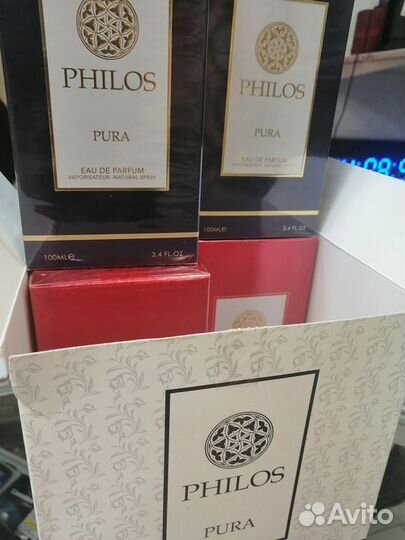 PHILOS
PURA
EAU DE PARFUM
VAPORISATEUR -NATURAL SPRAY
100ML℮ 3.4 FL.OZ
PHILOS
PURA
EAU DE PARFUM
VAPORISATEUR -NATURAL SPRAY
100ML℮ 3.4 FL.OZ
PHILOS
PURA
Avito